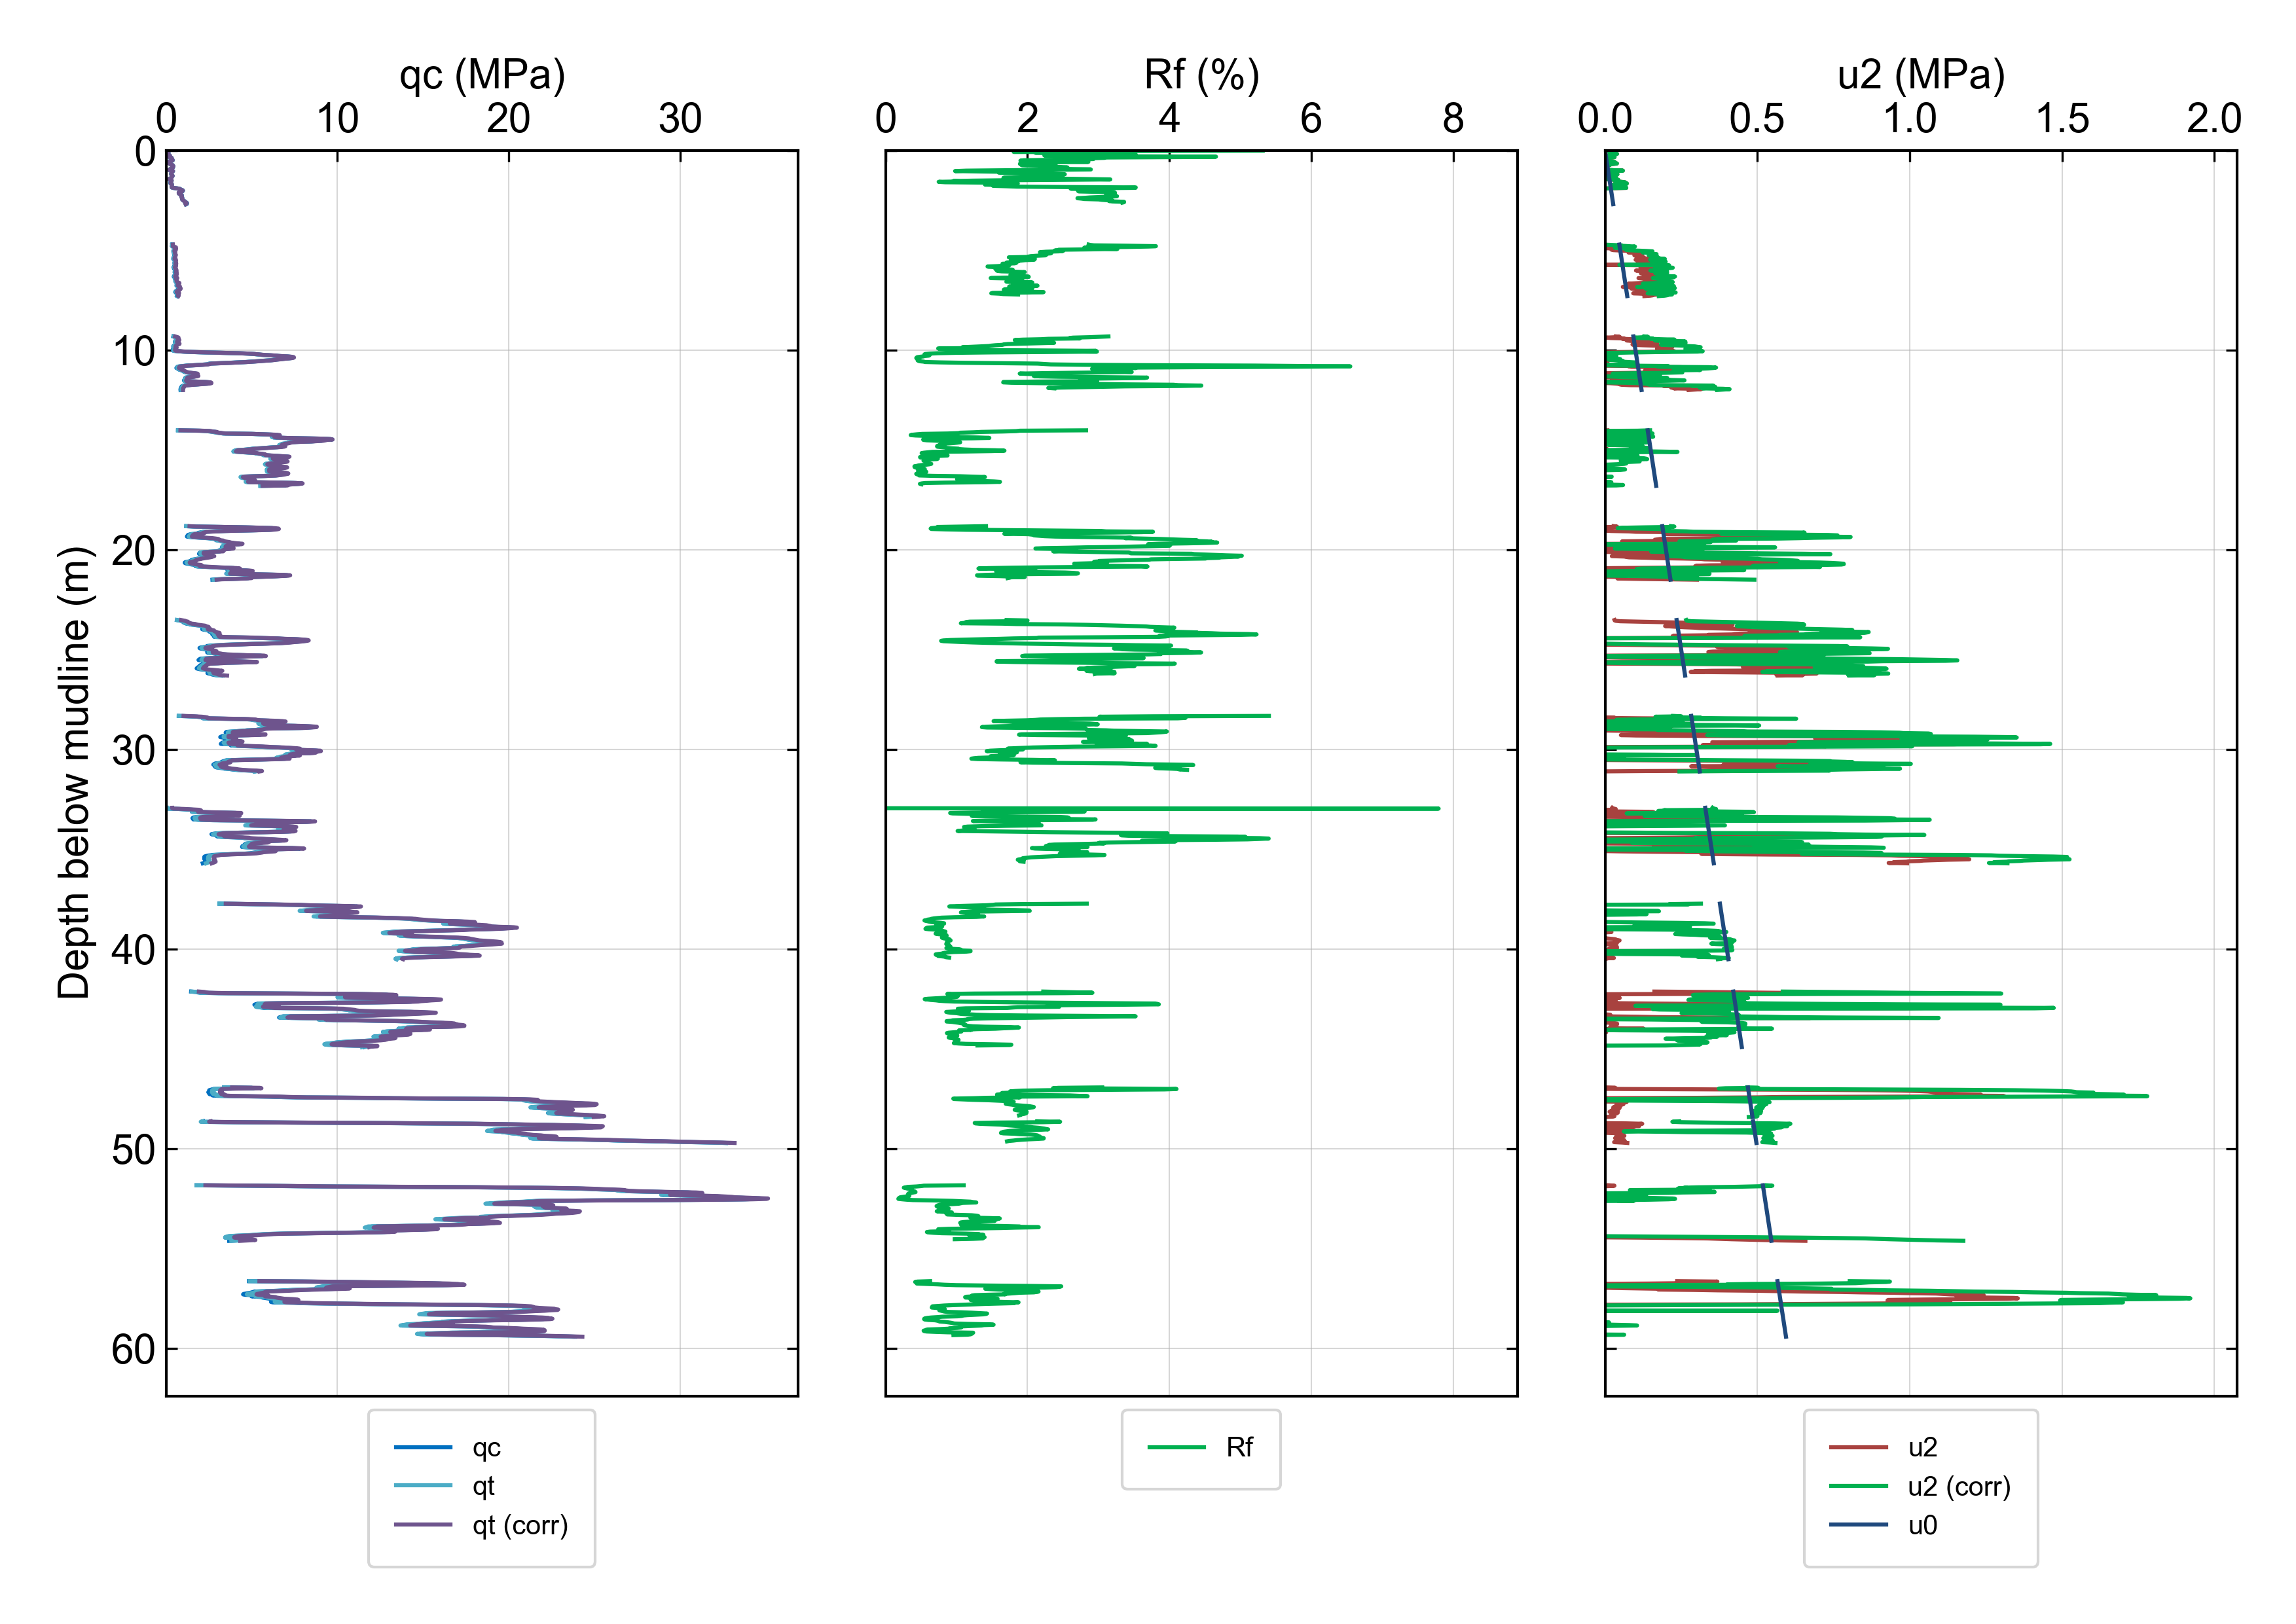 qc (MPa)
0 10 20 30
Rf (%)
0 2 4 6 8
u2 (MPa)
0.0 0.5 1.0 1.5 2.0
Depth below mudline (m)
0
10
20
30
40
50
60
qc
qt
qt (corr)
Rf
u2
u2 (corr)
u0